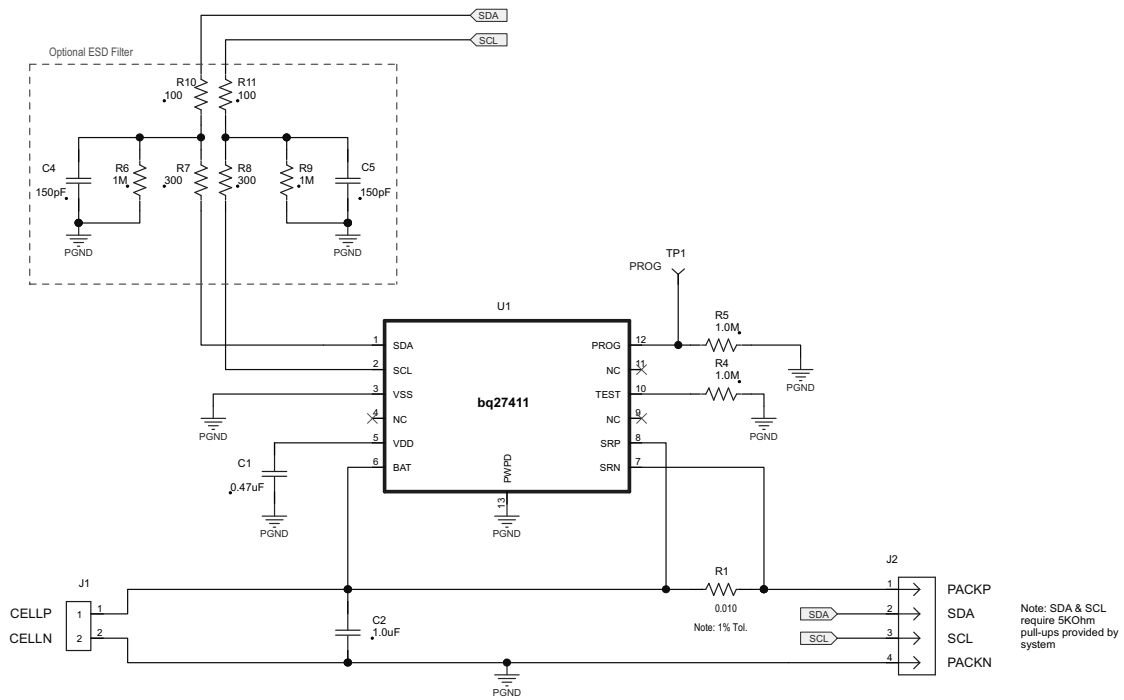 SDA
SCL
Optional ESD Filter
R10
100
R11
100
C4
150pF
R6
1M
R7
300
R8
300
R9
1M
C5
150pF
PGND
PGND
TP1
PROG
U1
R5
1.0M
1 SDA
PROG 12
PGND
2 SCL
NC 11
R4
1.0M
3 VSS
bq27411
TEST 10
PGND
4 NC
NC 9
PGND
5 VDD
SRP 8
C1
0.47uF
6 BAT
PWPD
13
SRN 7
PGND
PGND
J1
R1
0.010
Note: 1% Tol.
J2
CELLP 1 1
CELLN 2 2
C2
1.0uF
1 PACKP
SDA 2 SDA
SCL 3 SCL
4 PACKN
PGND
Note: SDA & SCL
require 5KOhm
pull-ups provided by
system